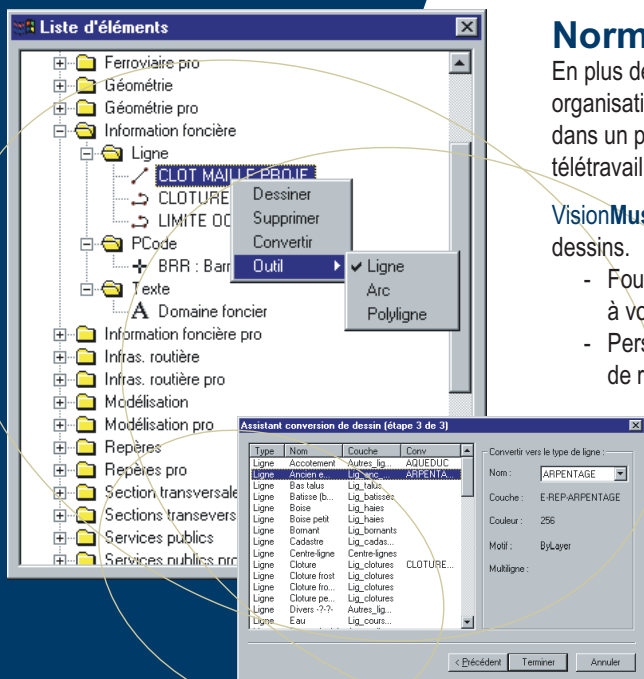 Liste d'éléments
Ferroviaire pro
Géométrie
Géométrie pro
Information foncière
Ligne
CLOT MAILLE PROJE
CLOTURE
LIMITE OC
PCode
BRR : Barr
Texte
A Domaine foncier
Information foncière pro
Infras. routière
Infras. routière pro
Modélisation
Modélisation pro
Repères
Repères pro
Section transversale
Sections transevers
Services publics
Services publics pro
Dessiner
Supprimer
Convertir
Outil
Ligne
Arc
Polyligne
Norm
En plus de
organisati
dans un p
télétravail
VisionMus
dessins.
- Fou
à vo
- Pers
de r
Assistant conversion de dessin (étape 3 de 3)
Type Nom Couche Conv
Ligne Accotement Autres_lig... AQUEDUC
Ligne Ancien e... Lig_anc_... ARPENTA...
Ligne Bas talus Lig_talus_
Ligne Batisse (b... Lig_batisses
Ligne Boise Lig_haies
Ligne Boise petit Lig_haies
Ligne Bornant Lig_bornants
Ligne Cadastre Lig_cadas...
Ligne Centre-ligne Centre-lignes
Ligne Cloture Lig_clotures CLOTURE...
Ligne Cloture frost Lig_clotures
Ligne Cloture fro... Lig_clotures
Ligne Cloture pe... Lig_clotures
Ligne Divers -?-?- Autres_lig...
Ligne Eau Lig_cours...
Convertir vers le type de ligne :
Nom : ARPENTAGE
Couche : E-REP-ARPENTAGE
Couleur : 256
Motif : ByLayer
Multiligne :
< Précédent Terminer Annuler